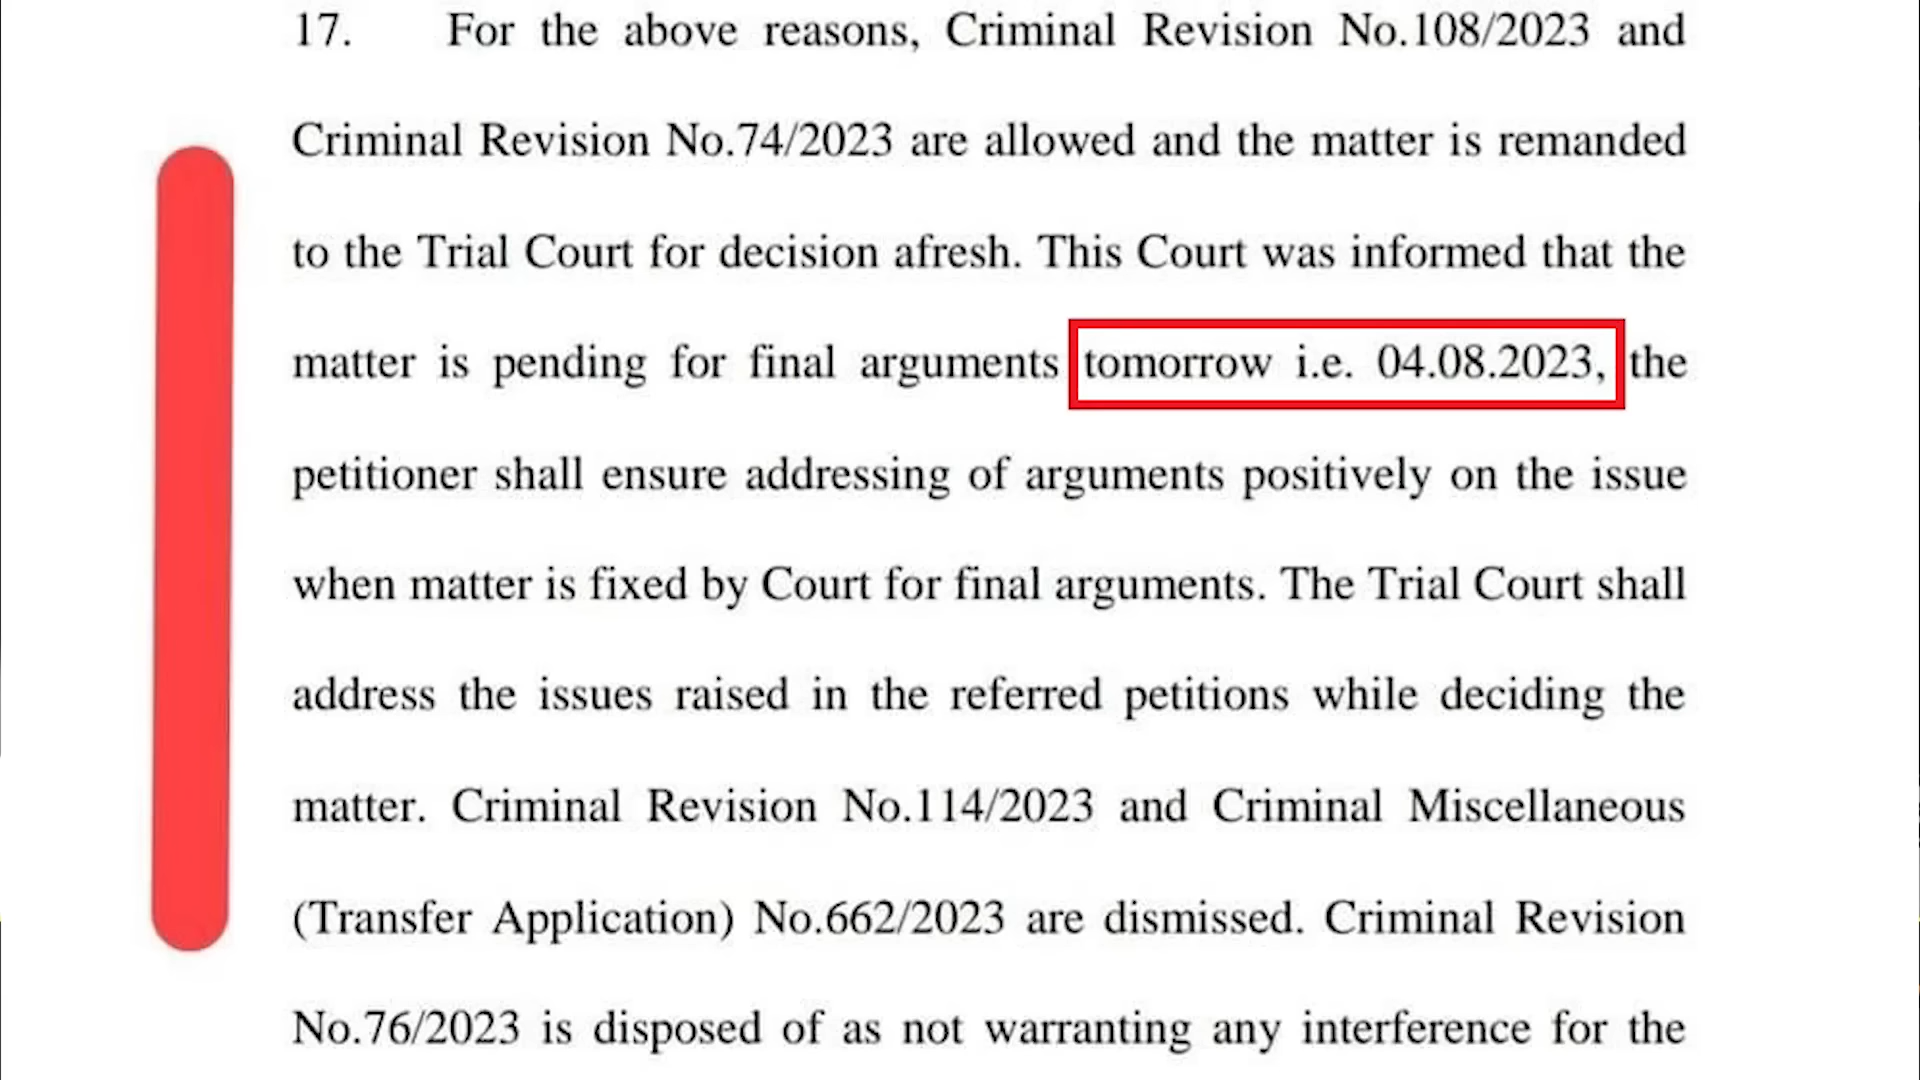 17. For the above reasons, Criminal Revision No.108/2023 and
Criminal Revision No.74/2023 are allowed and the matter is remanded
to the Trial Court for decision afresh. This Court was informed that the
matter is pending for final arguments tomorrow i.e. 04.08.2023, the
petitioner shall ensure addressing of arguments positively on the issue
when matter is fixed by Court for final arguments. The Trial Court shall
address the issues raised in the referred petitions while deciding the
matter. Criminal Revision No.114/2023 and Criminal Miscellaneous
(Transfer Application) No.662/2023 are dismissed. Criminal Revision
No.76/2023 is disposed of as not warranting any interference for the